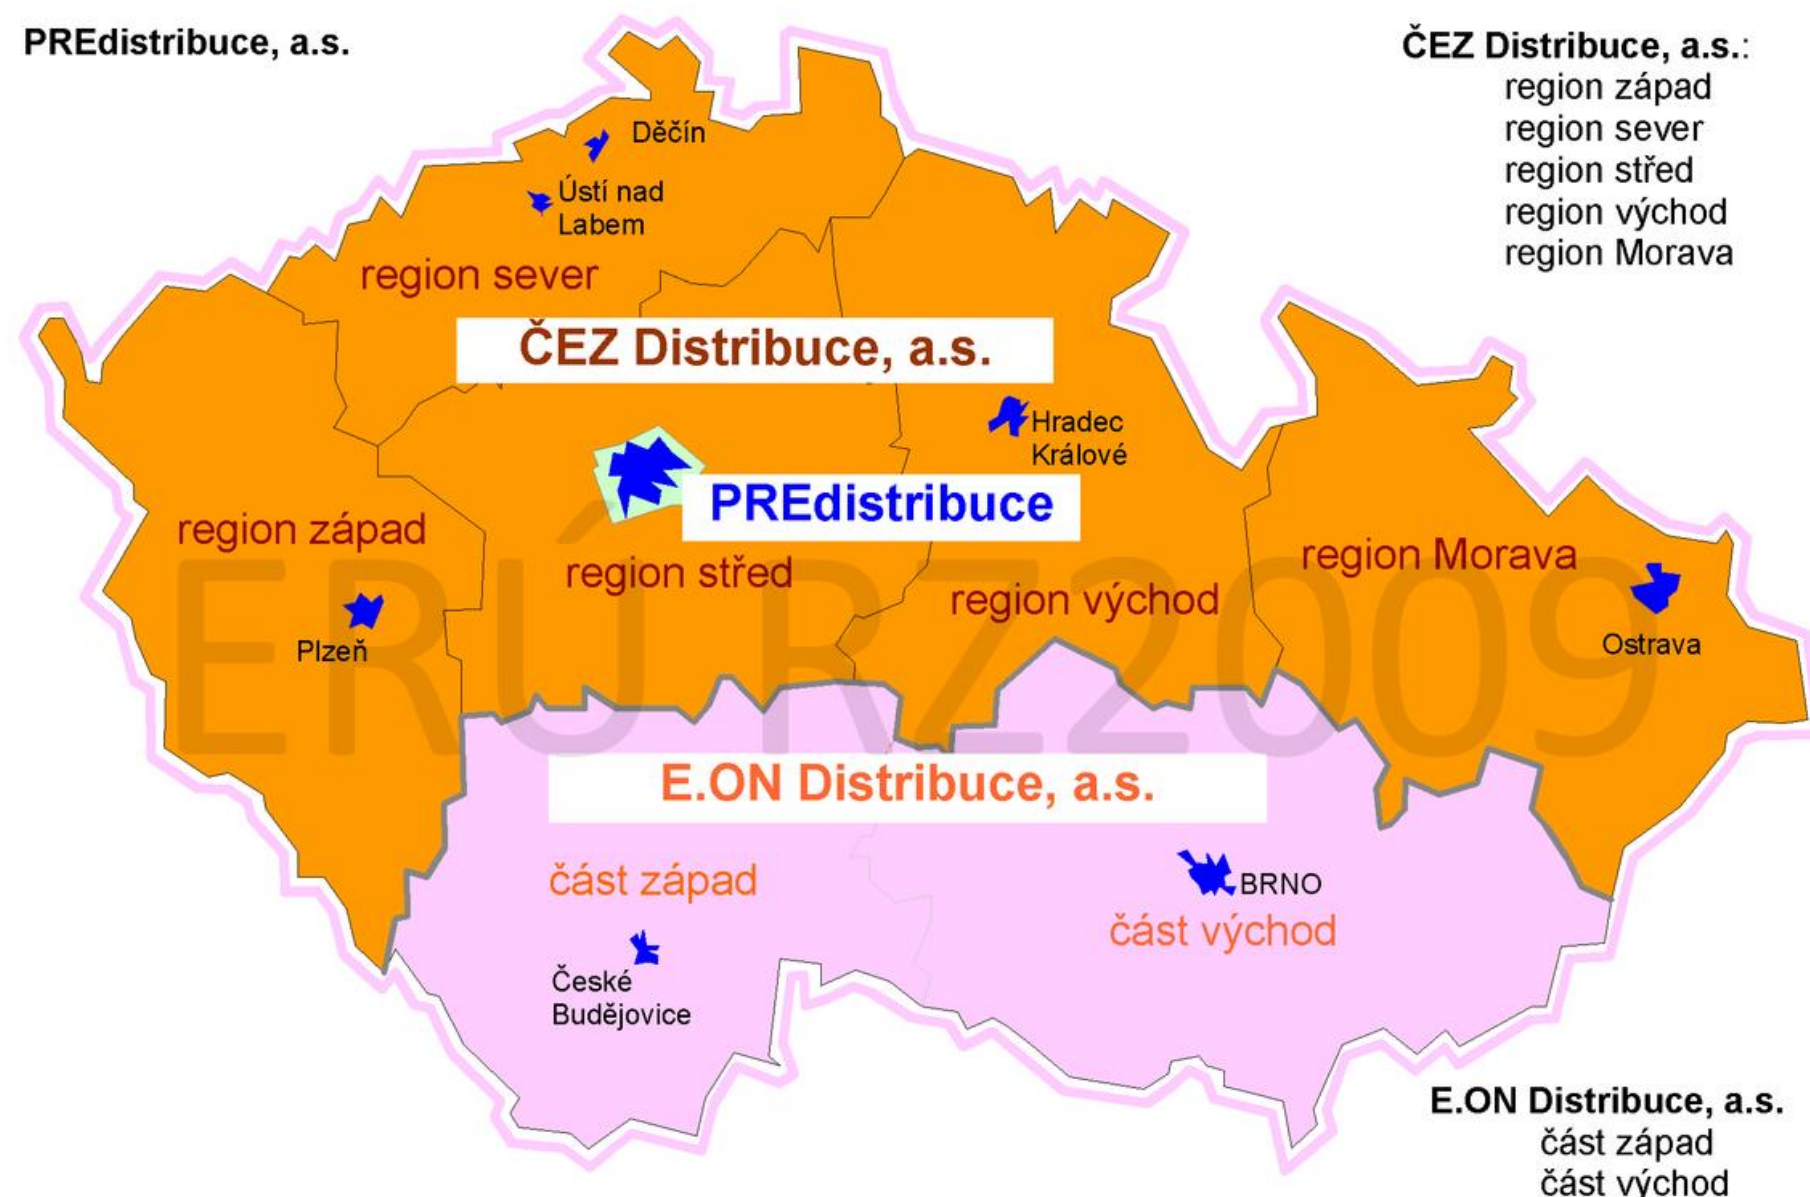 PREdistribuce, a.s.
ČEZ Distribuce, a.s.:
region západ
region sever
region střed
region východ
region Morava
Děčín
Ústí nad
Labem
region sever
ČEZ Distribuce, a.s.
Hradec
Králové
PREdistribuce
region západ
region střed
region východ
region Morava
Plzeň
Ostrava
ERÚ RZ2009
E.ON Distribuce, a.s.
část západ
BRNO
část východ
České
Budějovice
E.ON Distribuce, a.s.
část západ
část východ